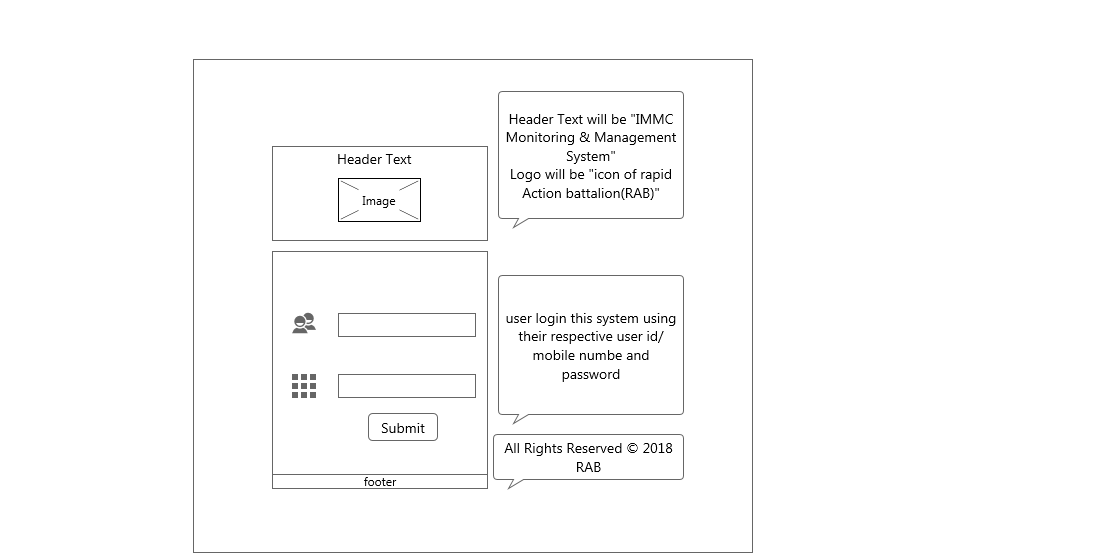 Header Text will be "IMMC
Monitoring & Management
System"
Logo will be "icon of rapid
Action battalion(RAB)"
Header Text
Image
user login this system using
their respective user id/
mobile numbe and
password
Submit
All Rights Reserved © 2018
RAB
footer